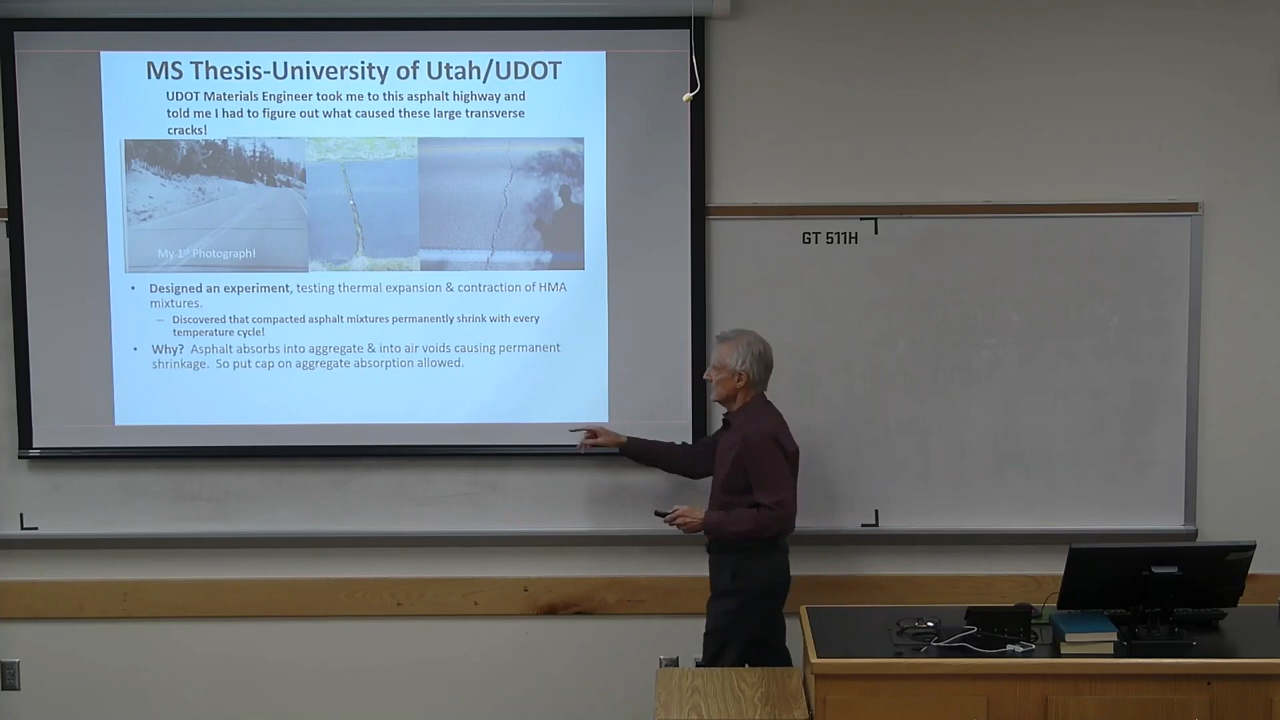 MS Thesis-University of Utah/UDOT
UDOT Materials Engineer took me to this asphalt highway and
told me I had to figure out what caused these large transverse
cracks!
My 1st Photograph!
• Designed an experiment, testing thermal expansion & contraction of HMA
mixtures.
– Discovered that compacted asphalt mixtures permanently shrink with every
temperature cycle!
• Why? Asphalt absorbs into aggregate & into air voids causing permanent
shrinkage. So put cap on aggregate absorption allowed.
GT 511H